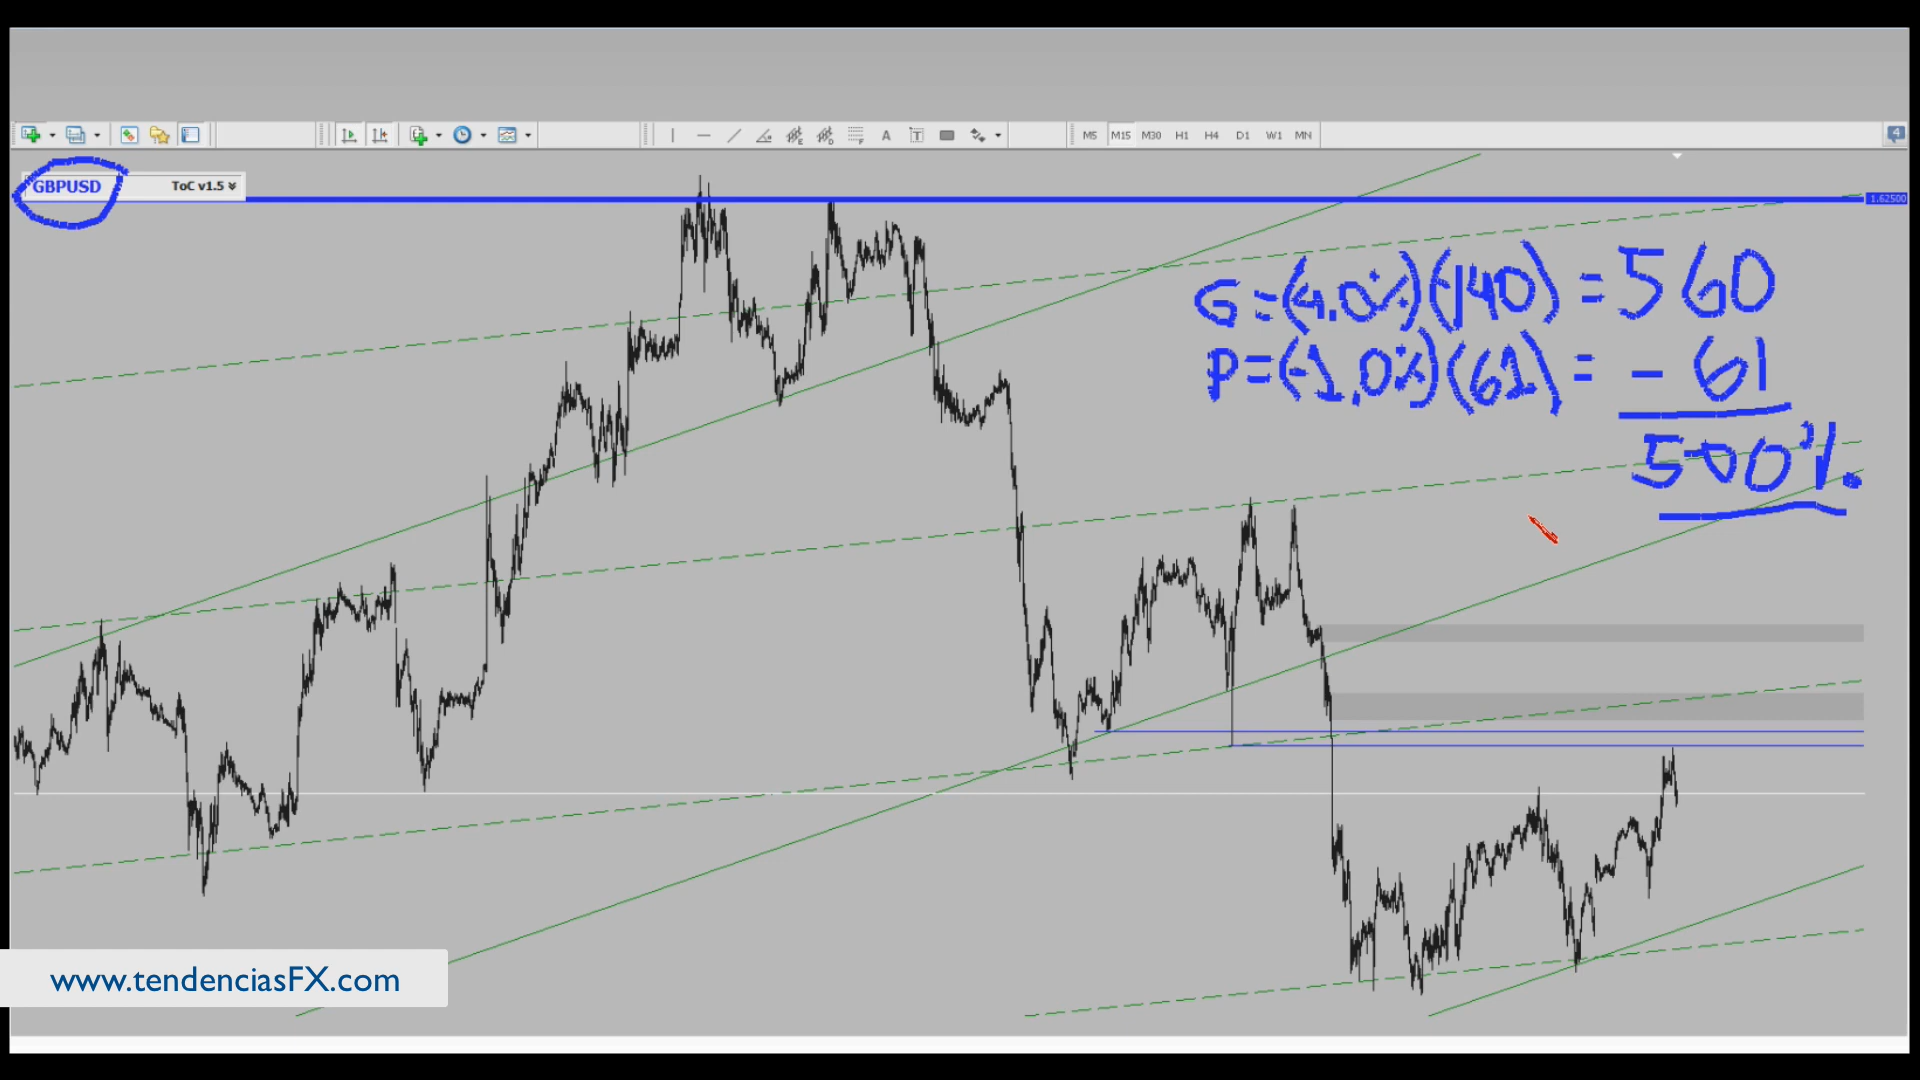 M5 M15 M30 H1 H4 D1 W1 MN
4
GBPUSD
ToC v1.5
1.62500
G=(4.0%)(140)=560
P=(-1.0%)(61)=-61
500%.
www.tendenciasFX.com